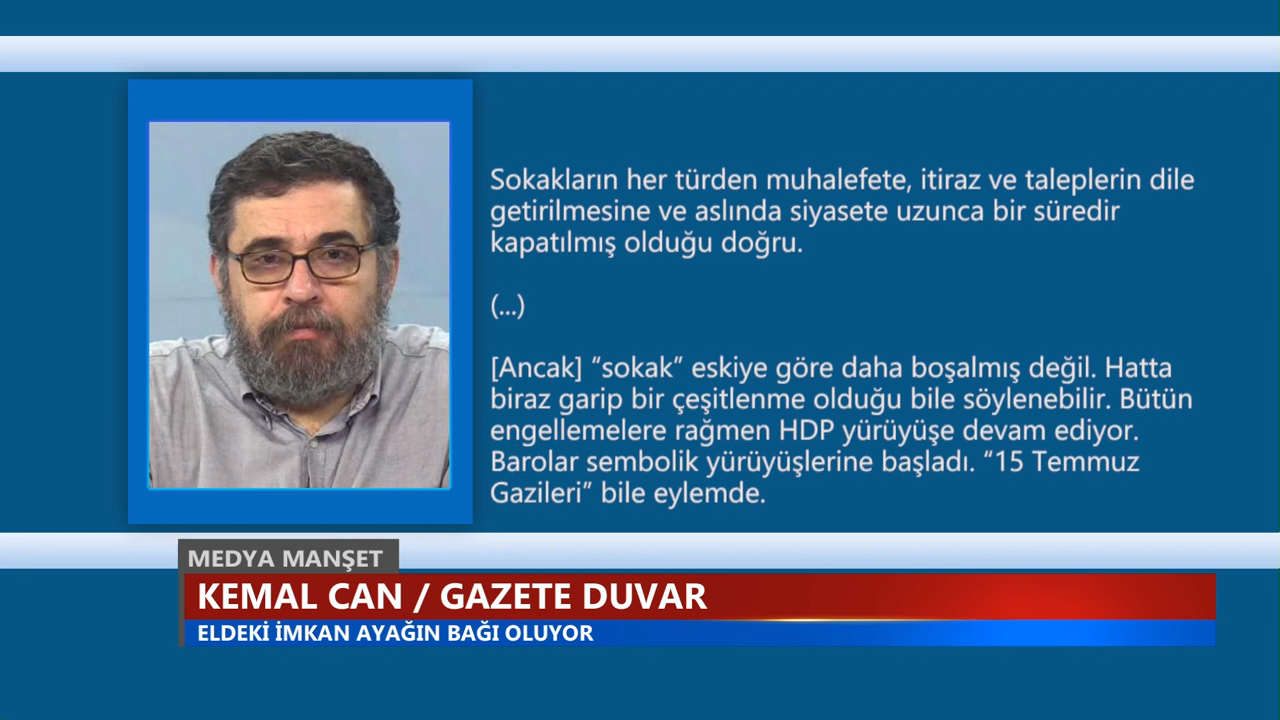 Sokakların her türden muhalefete, itiraz ve taleplerin dile
getirilmesine ve aslında siyasete uzunca bir süredir
kapatılmış olduğu doğru.
(...)
[Ancak] “sokak” eskiye göre daha boşalmış değil. Hatta
biraz garip bir çeşitlenme olduğu bile söylenebilir. Bütün
engellemelere rağmen HDP yürüyüşe devam ediyor.
Barolar sembolik yürüyüşlerine başladı. “15 Temmuz
Gazileri” bile eylemde.
MEDYA MANŞET
KEMAL CAN / GAZETE DUVAR
ELDEKİ İMKAN AYAĞIN BAĞI OLUYOR